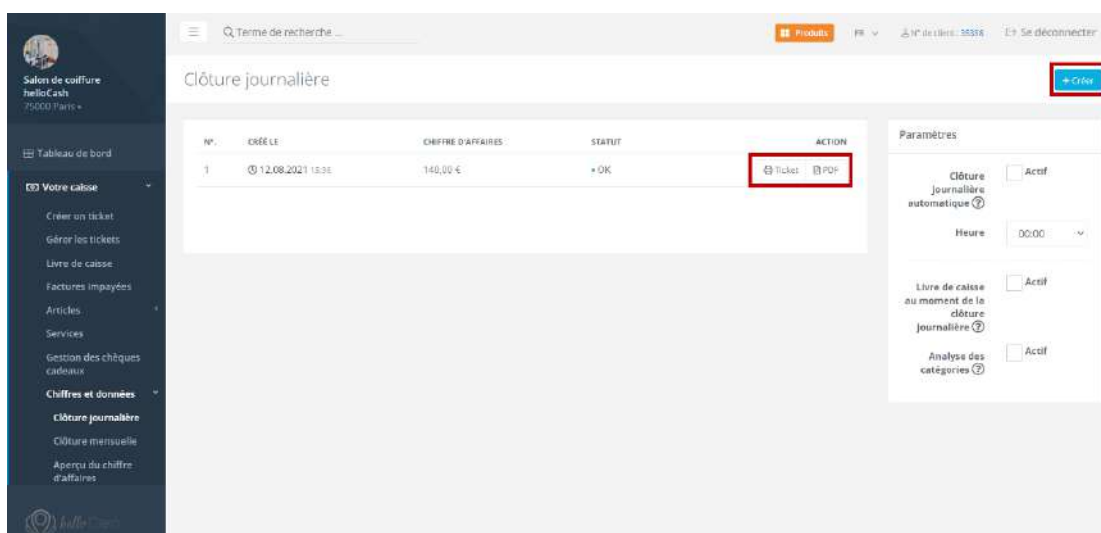 Terme de recherche ...
Produits
FR
N° de client : 35358
Se déconnecter
Salon de coiffure
helloCash
75000 Paris
Clôture journalière
+ Créer
Tableau de bord
Votre caisse
Créer un ticket
Gérer les tickets
Livre de caisse
Factures impayées
Articles
Services
Gestion des chèques
cadeaux
Chiffres et données
Clôture journalière
Clôture mensuelle
Aperçu du chiffre
d'affaires
helloCash
N°. CRÉÉ LE CHIFFRE D'AFFAIRES STATUT ACTION
1 12.08.2021 140,00 € OK Ticket PDF
Paramètres
Clôture
journalière
automatique ?
Actif
Heure 00:00
Livre de caisse
au moment de la
clôture
journalière ?
Actif
Analyse des
catégories ?
Actif